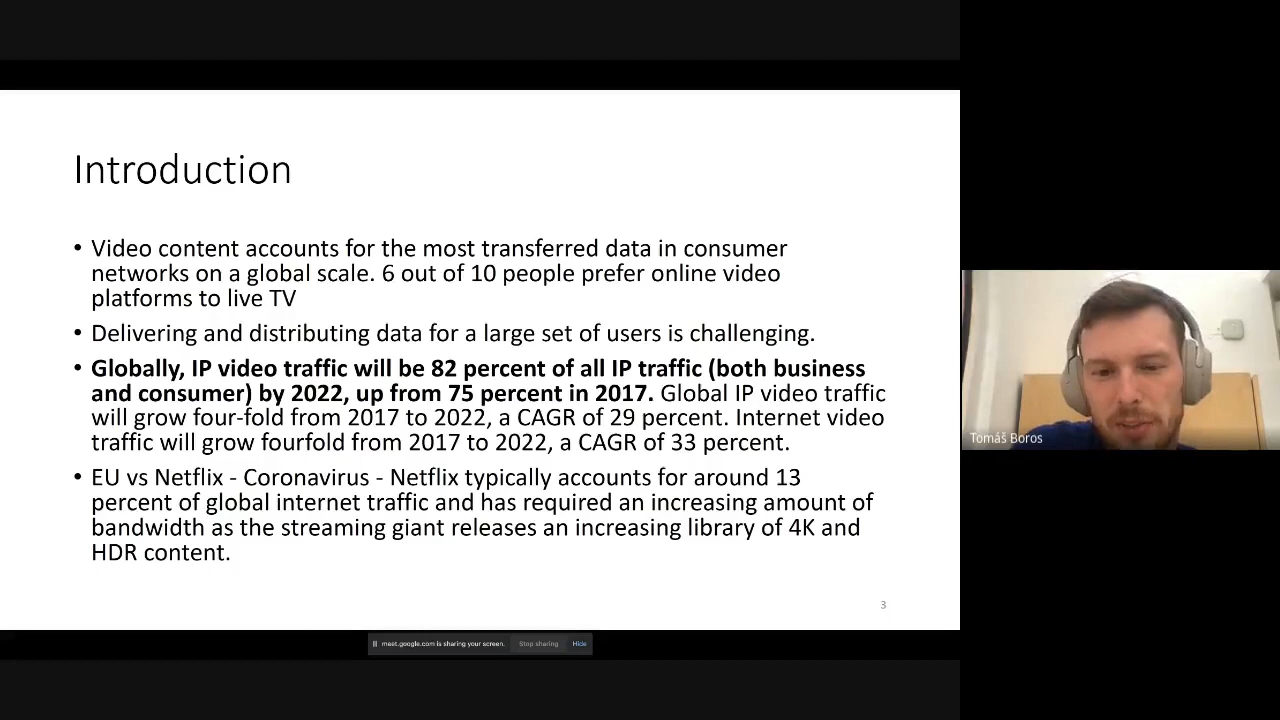 Introduction
• Video content accounts for the most transferred data in consumer
networks on a global scale. 6 out of 10 people prefer online video
platforms to live TV
• Delivering and distributing data for a large set of users is challenging.
• Globally, IP video traffic will be 82 percent of all IP traffic (both business
and consumer) by 2022, up from 75 percent in 2017. Global IP video traffic
will grow four-fold from 2017 to 2022, a CAGR of 29 percent. Internet video
traffic will grow fourfold from 2017 to 2022, a CAGR of 33 percent.
• EU vs Netflix - Coronavirus - Netflix typically accounts for around 13
percent of global internet traffic and has required an increasing amount of
bandwidth as the streaming giant releases an increasing library of 4K and
HDR content.
3
meet.google.com is sharing your screen. Stop sharing Hide
Tomáš Boros